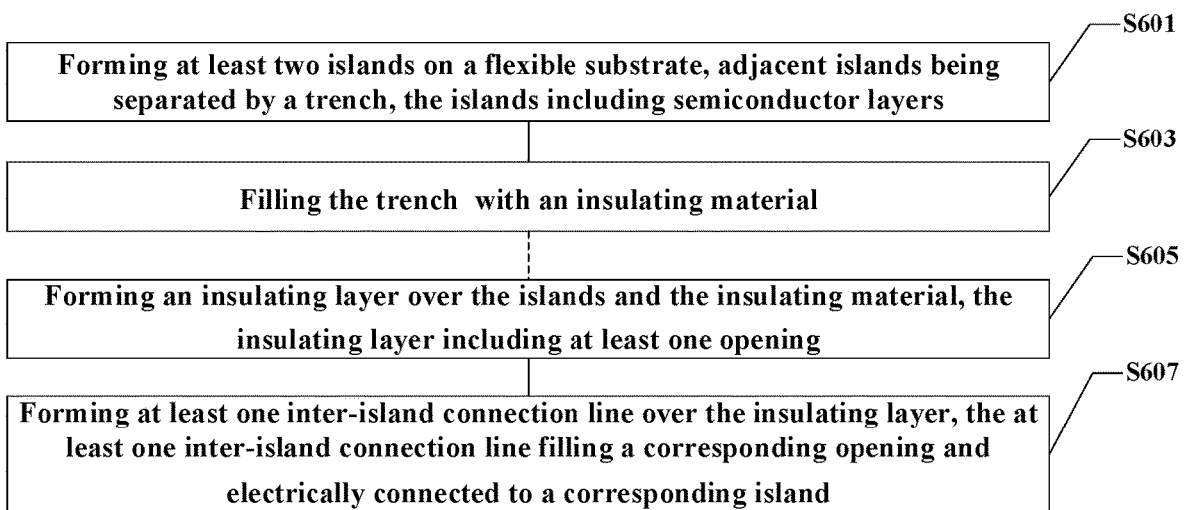 S601
Forming at least two islands on a flexible substrate, adjacent islands being
separated by a trench, the islands including semiconductor layers
S603
Filling the trench with an insulating material
S605
Forming an insulating layer over the islands and the insulating material, the
insulating layer including at least one opening
S607
Forming at least one inter-island connection line over the insulating layer, the at
least one inter-island connection line filling a corresponding opening and
electrically connected to a corresponding island